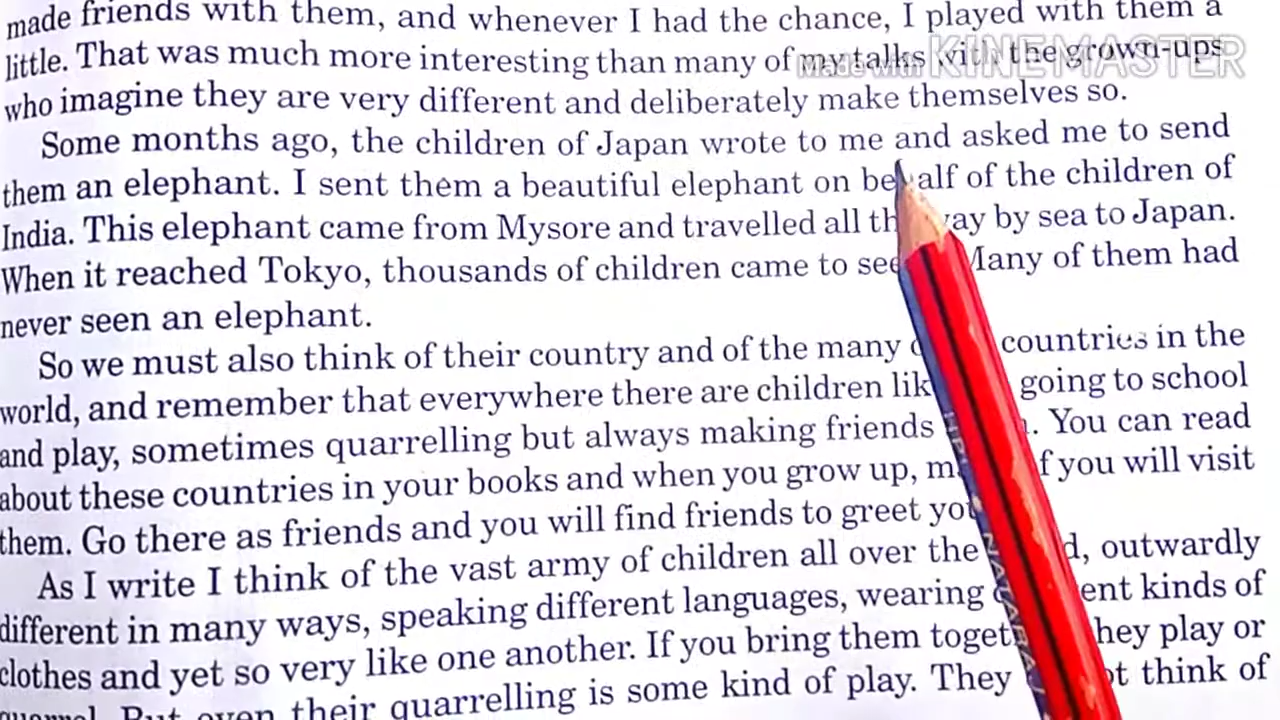 made friends with them, and whenever I had the chance, I played with them a
little. That was much more interesting than many of my talks with the grown-ups
Made with KINEMASTER
who imagine they are very different and deliberately make themselves so.
Some months ago, the children of Japan wrote to me and asked me to send
them an elephant. I sent them a beautiful elephant on behalf of the children of
India. This elephant came from Mysore and travelled all the way by sea to Japan.
When it reached Tokyo, thousands of children came to see Many of them had
never seen an elephant.
So we must also think of their country and of the many countries in the
world, and remember that everywhere there are children like going to school
and play, sometimes quarrelling but always making friends You can read
about these countries in your books and when you grow up, many of you will visit
them. Go there as friends and you will find friends to greet you
As I write I think of the vast army of children all over the world, outwardly
different in many ways, speaking different languages, wearing different kinds of
clothes and yet so very like one another. If you bring them together they play or
quarrel. But even their quarrelling is some kind of play. They not think of